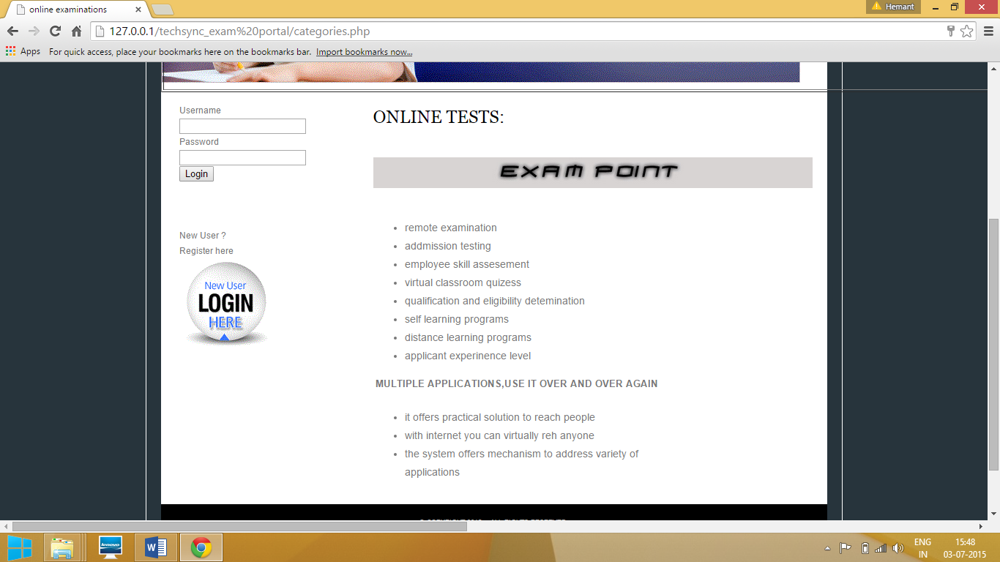 online examinations
Hemant
127.0.0.1/techsync_exam%20portal/categories.php
Apps For quick access, place your bookmarks here on the bookmarks bar. Import bookmarks now...
Username
Password
Login
New User ?
Register here
New User
LOGIN
HERE
ONLINE TESTS:
EXAM POINT
remote examination
addmission testing
employee skill assesement
virtual classroom quizess
qualification and eligibility detemination
self learning programs
distance learning programs
applicant experinence level
MULTIPLE APPLICATIONS,USE IT OVER AND OVER AGAIN
it offers practical solution to reach people
with internet you can virtually reh anyone
the system offers mechanism to address variety of
applications
lenovo
ENG
IN
15:48
03-07-2015